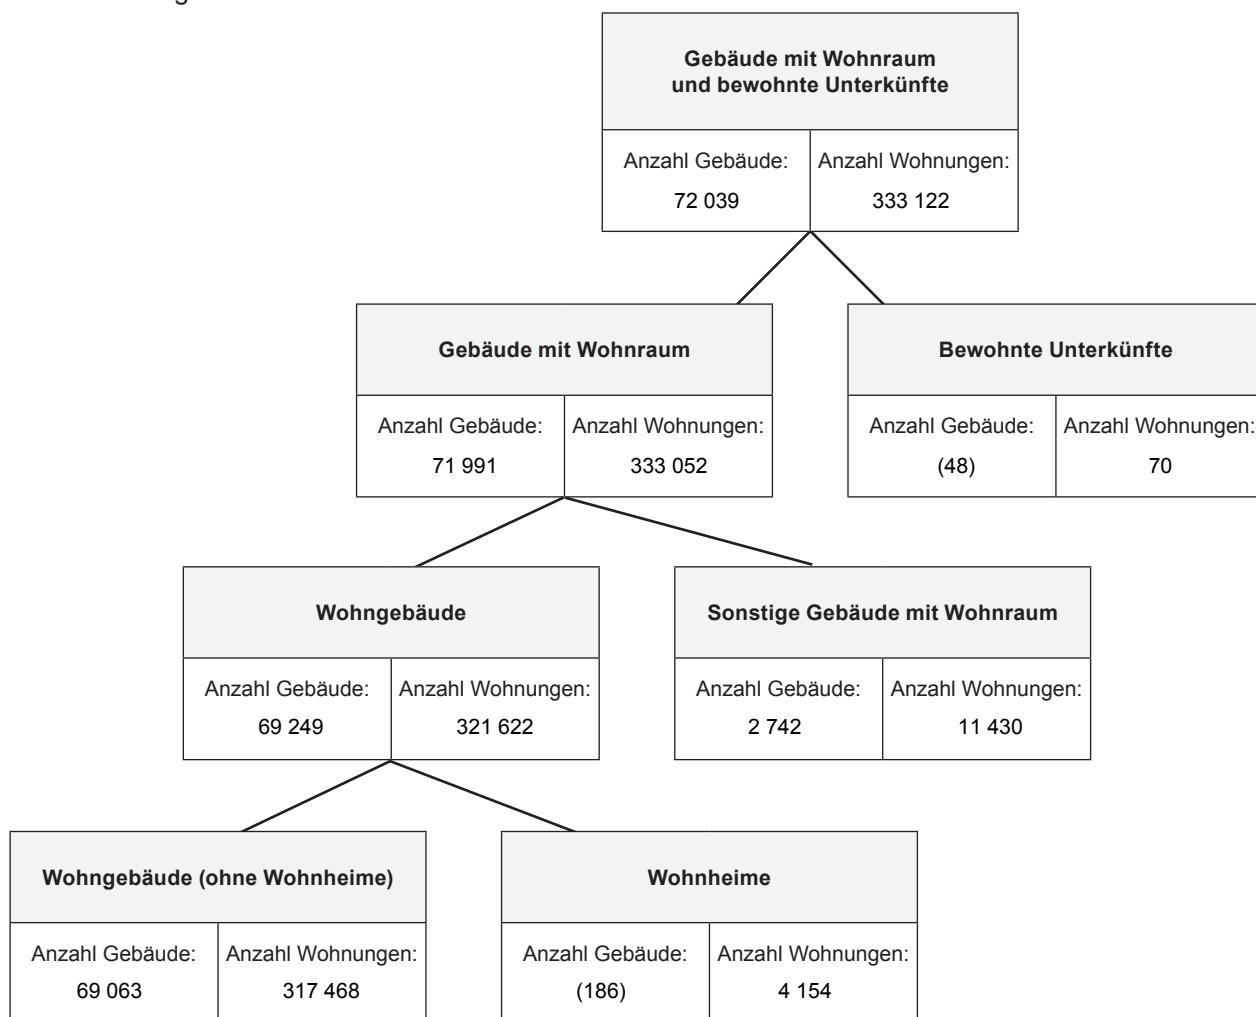 Gebäude mit Wohnraum
und bewohnte Unterkünfte
Anzahl Gebäude: Anzahl Wohnungen:
72 039 333 122
Gebäude mit Wohnraum Bewohnte Unterkünfte
Anzahl Gebäude: Anzahl Wohnungen: Anzahl Gebäude: Anzahl Wohnungen:
71 991 333 052 (48) 70
Wohngebäude Sonstige Gebäude mit Wohnraum
Anzahl Gebäude: Anzahl Wohnungen: Anzahl Gebäude: Anzahl Wohnungen:
69 249 321 622 2 742 11 430
Wohngebäude (ohne Wohnheime) Wohnheime
Anzahl Gebäude: Anzahl Wohnungen: Anzahl Gebäude: Anzahl Wohnungen:
69 063 317 468 (186) 4 154